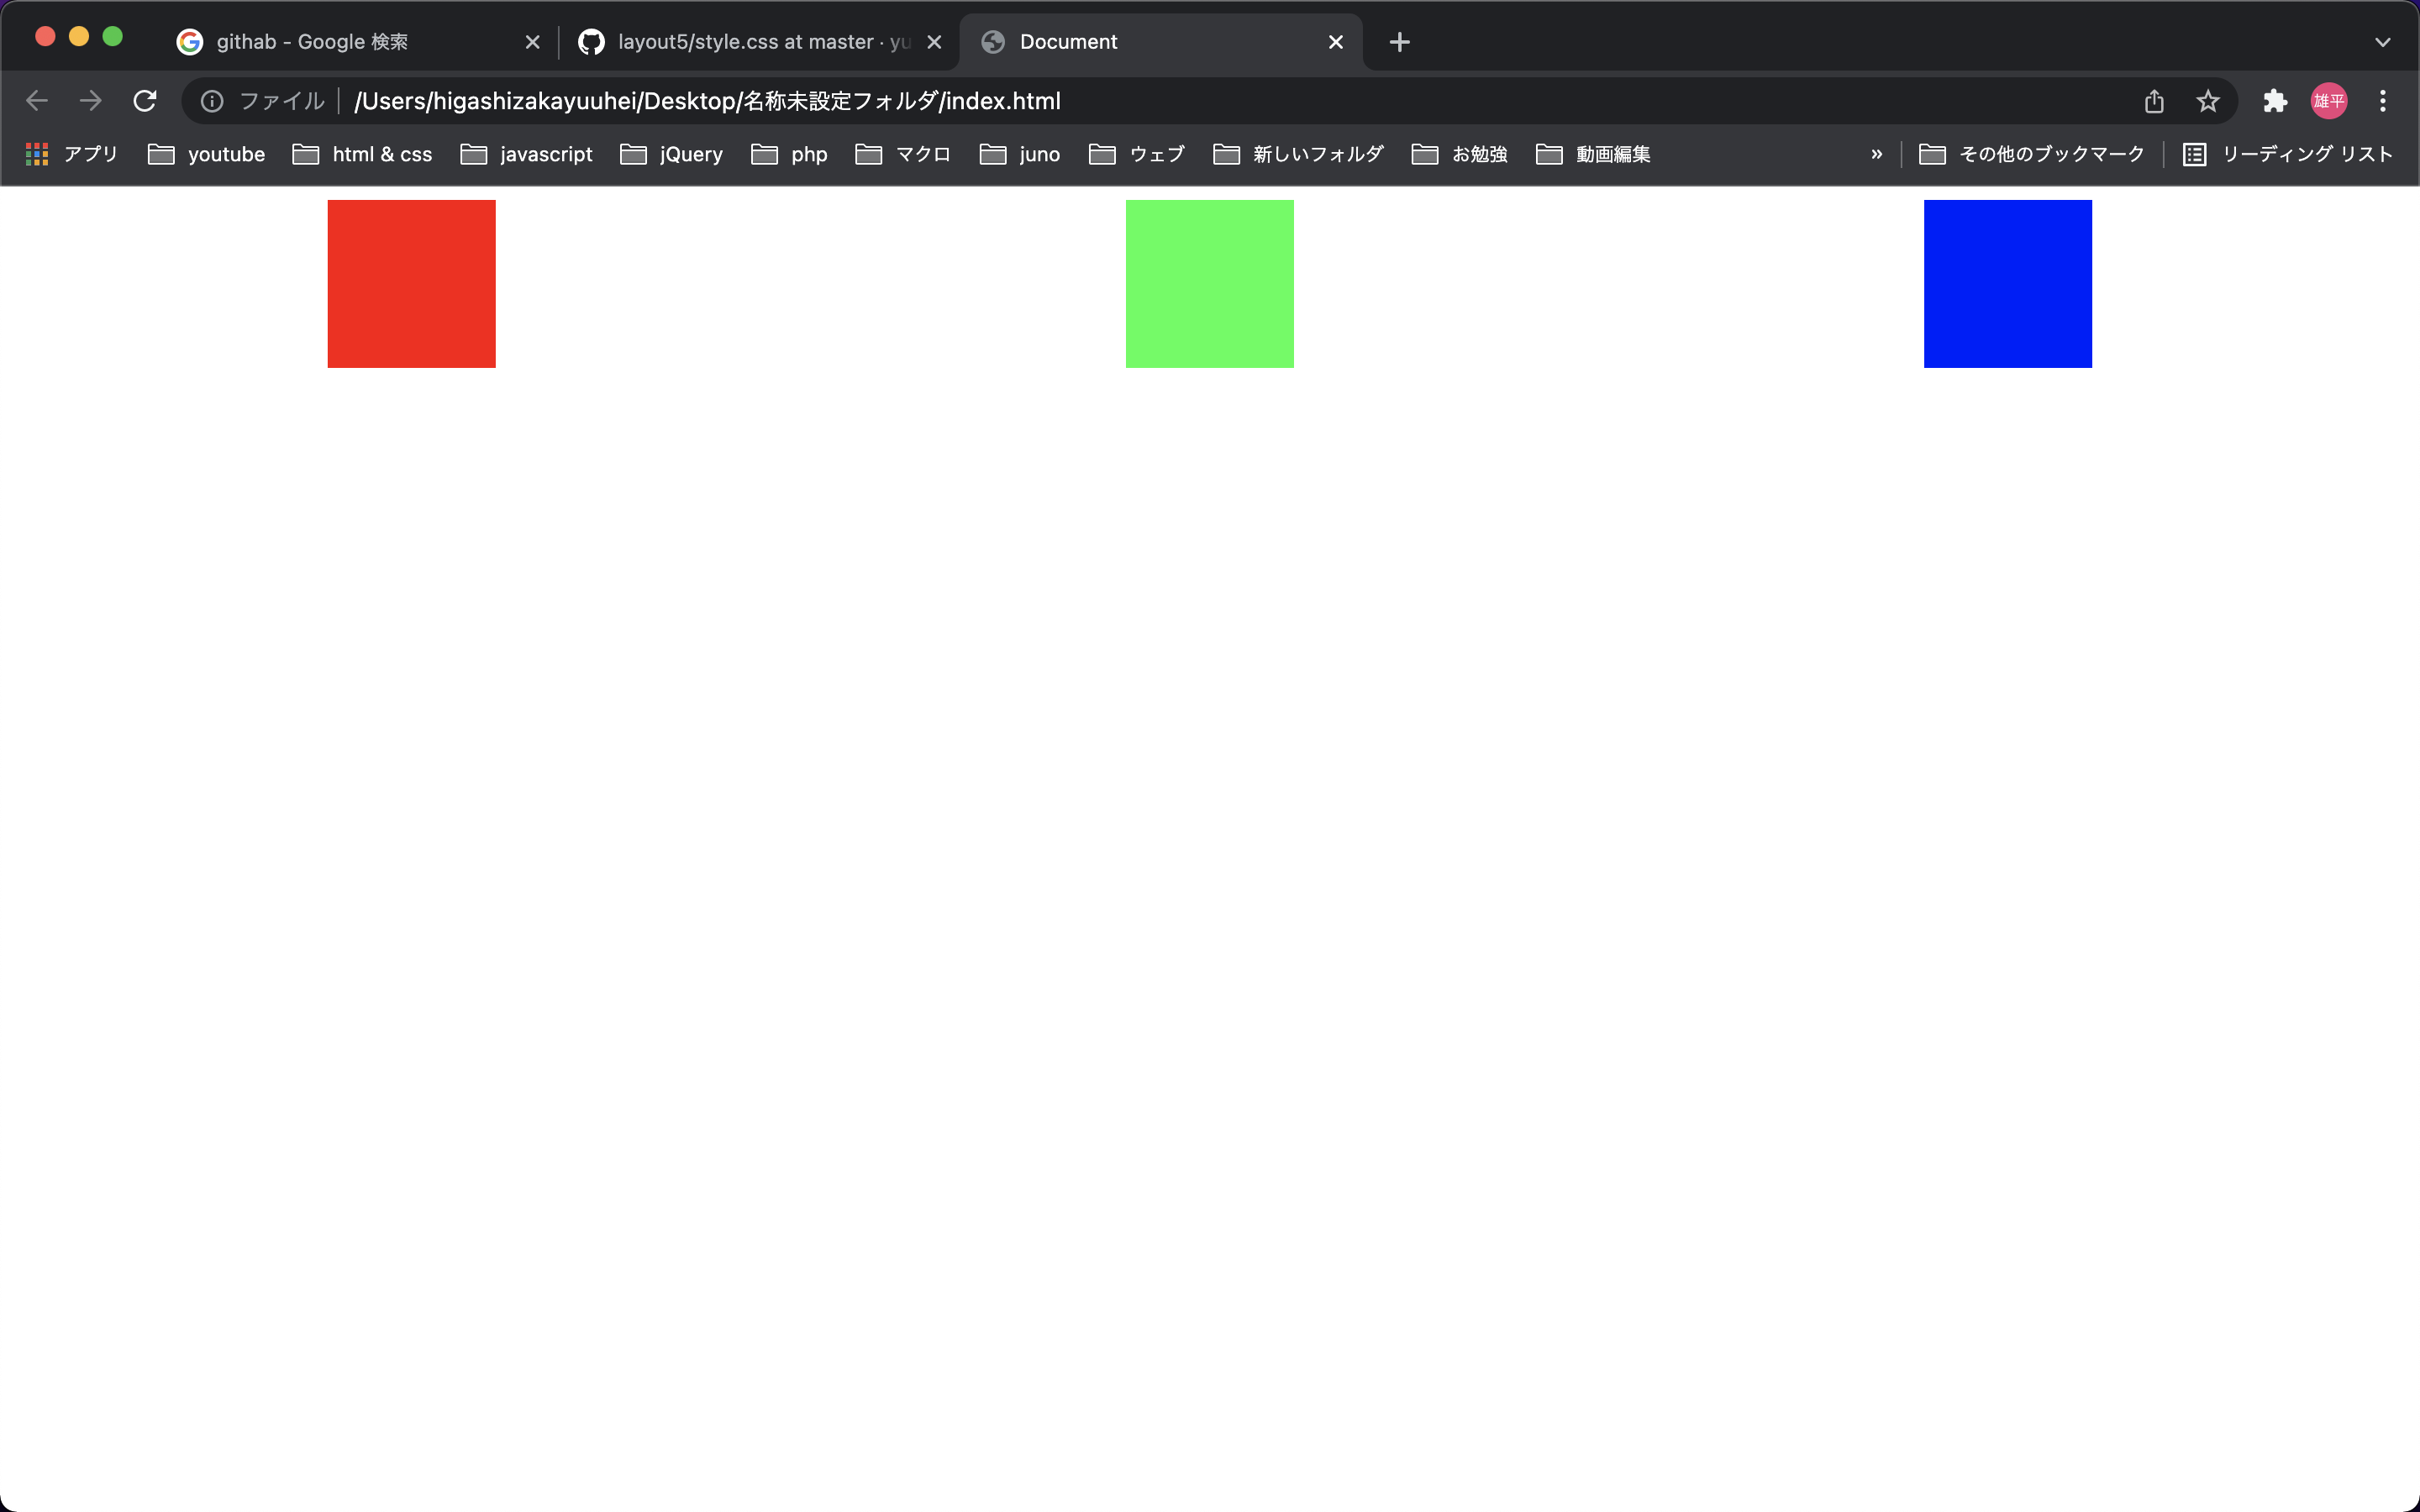 githab - Google 検索
layout5/style.css at master · yu
Document
ファイル
/Users/higashizakayuuhei/Desktop/名称未設定フォルダ/index.html
雄平
アプリ
youtube
html & css
javascript
jQuery
php
マクロ
juno
ウェブ
新しいフォルダ
お勉強
動画編集
»
その他のブックマーク
リーディング リスト